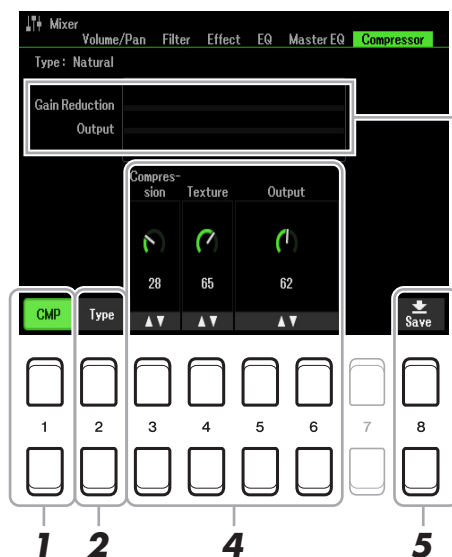 Mixer
Volume/Pan Filter Effect EQ Master EQ Compressor
Type: Natural
Gain Reduction
Output
Compres-
sion Texture Output
28 65 62
CMP Type ▲▼ ▲▼ ▲▼ Save
1 2 3 4 5 6 7 8
1 2 4 5